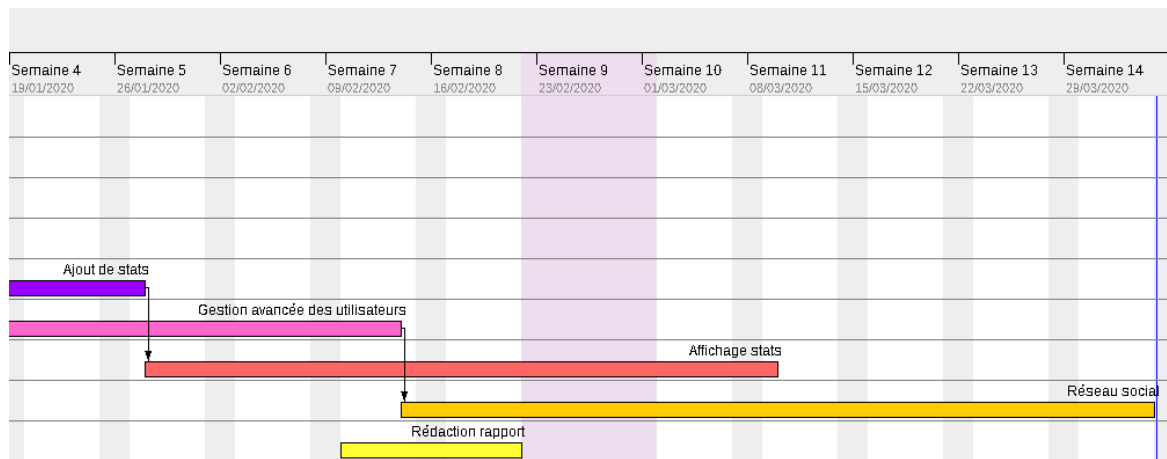 Semaine 4 Semaine 5 Semaine 6 Semaine 7 Semaine 8 Semaine 9 Semaine 10 Semaine 11 Semaine 12 Semaine 13 Semaine 14
19/01/2020 26/01/2020 02/02/2020 09/02/2020 16/02/2020 23/02/2020 01/03/2020 08/03/2020 15/03/2020 22/03/2020 29/03/2020
Ajout de stats
Gestion avancée des utilisateurs
Affichage stats
Réseau social
Rédaction rapport